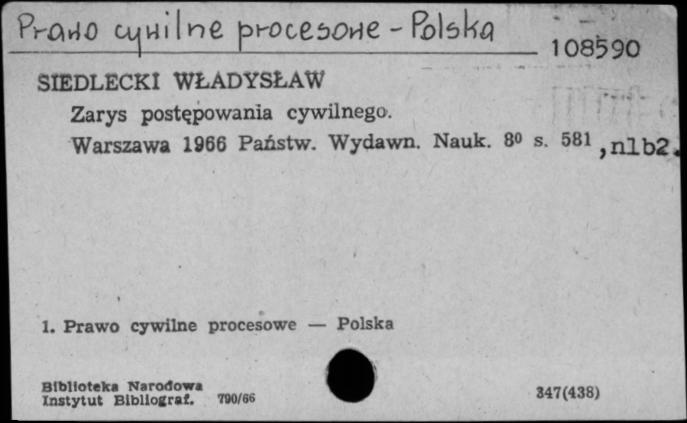 Prawo cywilne procesowe - Polska
108590
SIEDLECKI WŁADYSŁAW
Zarys postępowania cywilnego.
Warszawa 1966 Państw. Wydawn. Nauk. 8⁰ s. 581 ,nlb2.
1. Prawo cywilne procesowe — Polska
Biblioteka Narodowa
Instytut Bibliograf. 790/66
347(438)